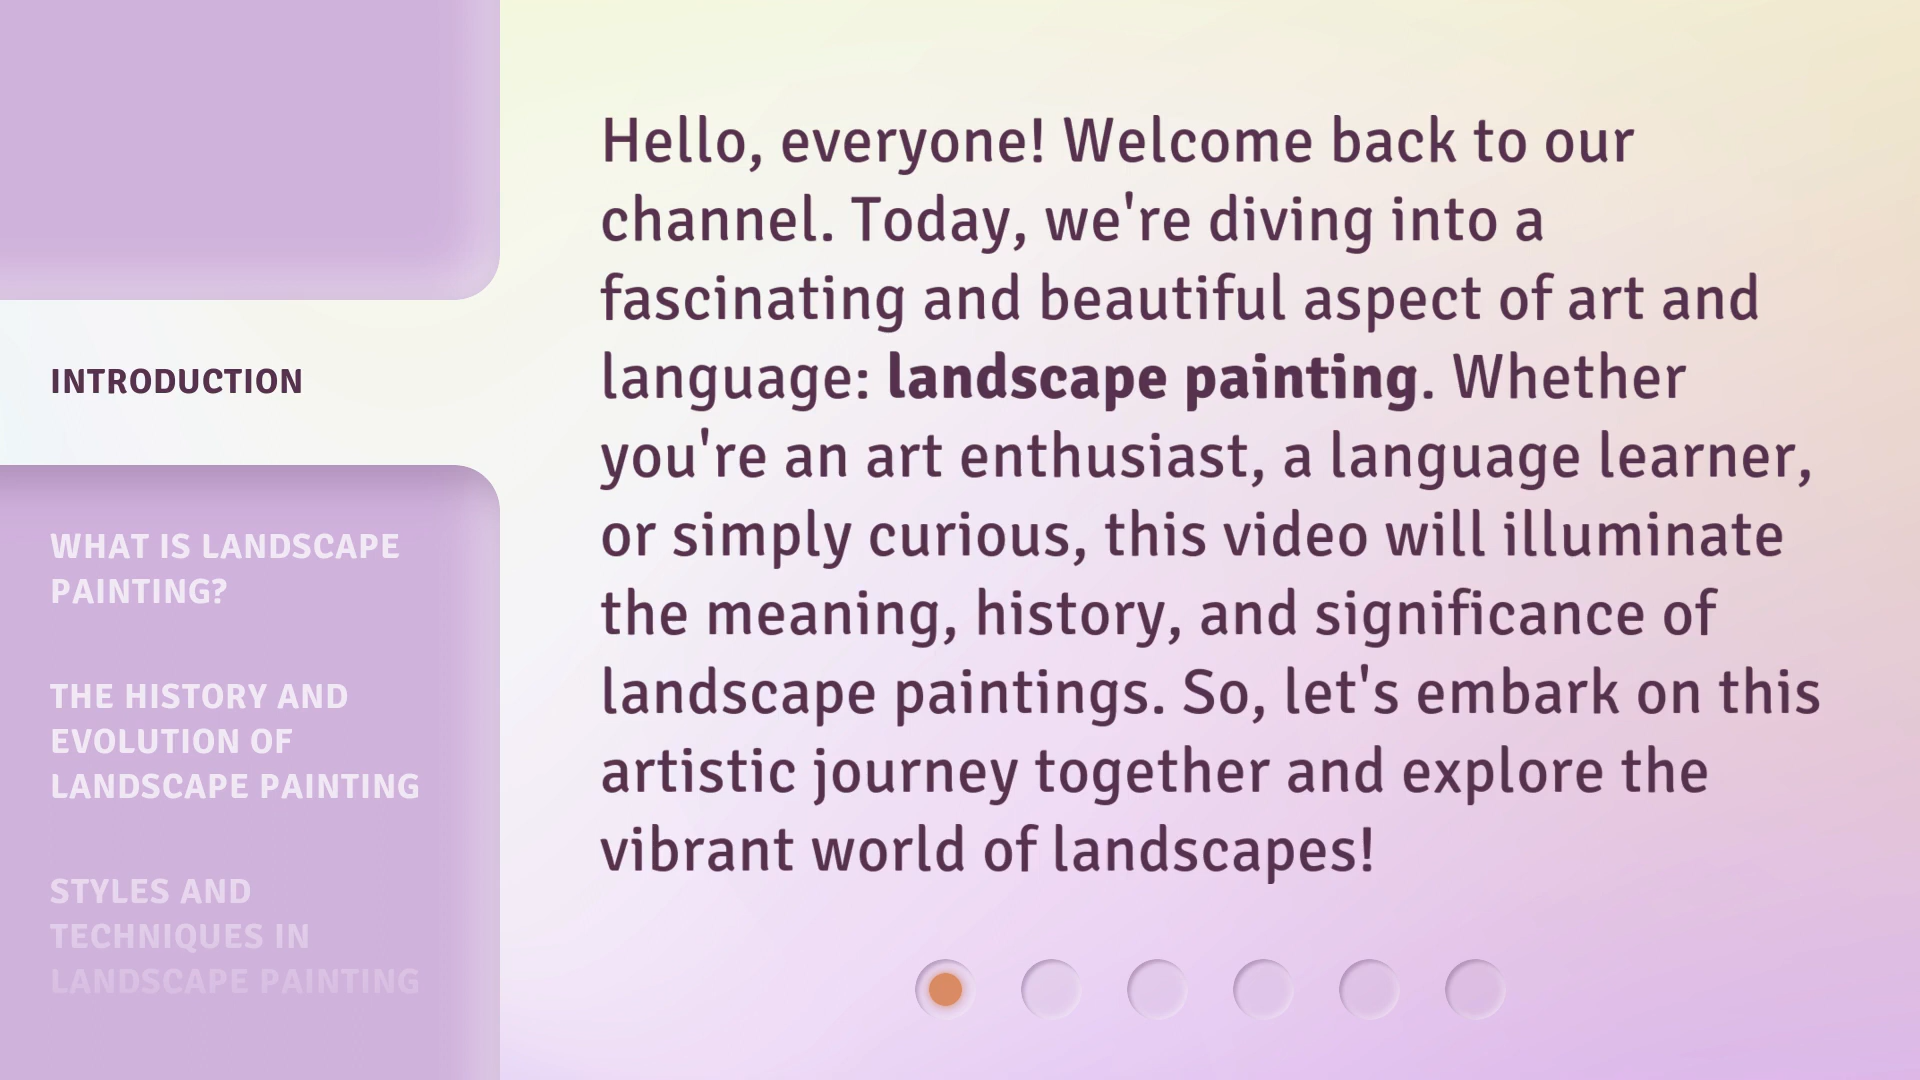 INTRODUCTION
WHAT IS LANDSCAPE
PAINTING?
THE HISTORY AND
EVOLUTION OF
LANDSCAPE PAINTING
STYLES AND
TECHNIQUES IN
LANDSCAPE PAINTING
Hello, everyone! Welcome back to our
channel. Today, we're diving into a
fascinating and beautiful aspect of art and
language: landscape painting. Whether
you're an art enthusiast, a language learner,
or simply curious, this video will illuminate
the meaning, history, and significance of
landscape paintings. So, let's embark on this
artistic journey together and explore the
vibrant world of landscapes!